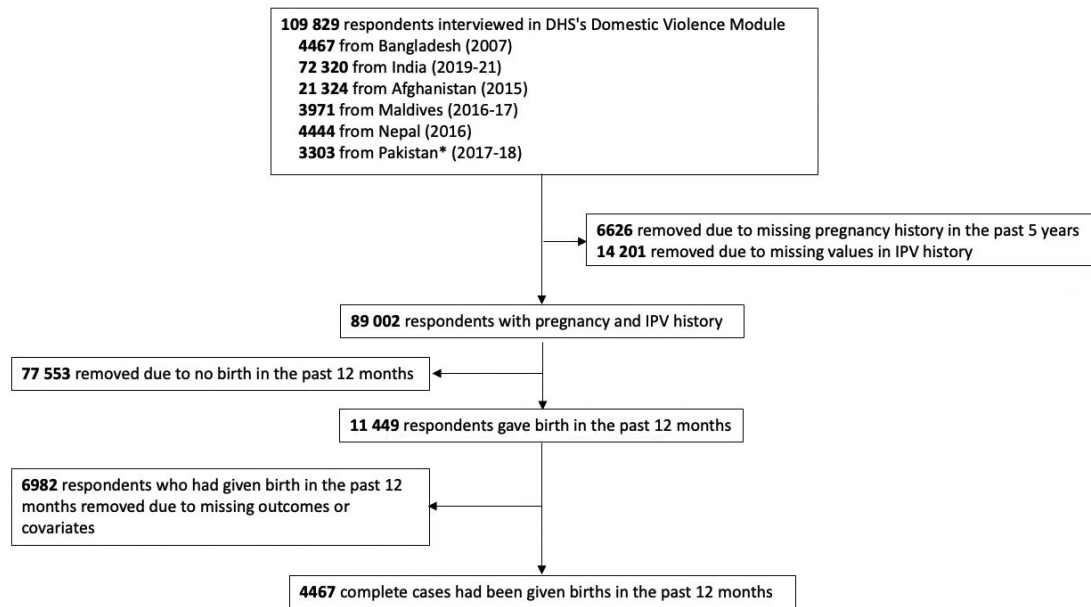 109 829 respondents interviewed in DHS's Domestic Violence Module
4467 from Bangladesh (2007)
72 320 from India (2019-21)
21 324 from Afghanistan (2015)
3971 from Maldives (2016-17)
4444 from Nepal (2016)
3303 from Pakistan* (2017-18)
6626 removed due to missing pregnancy history in the past 5 years
14 201 removed due to missing values in IPV history
89 002 respondents with pregnancy and IPV history
77 553 removed due to no birth in the past 12 months
11 449 respondents gave birth in the past 12 months
6982 respondents who had given birth in the past 12
months removed due to missing outcomes or
covariates
4467 complete cases had been given births in the past 12 months